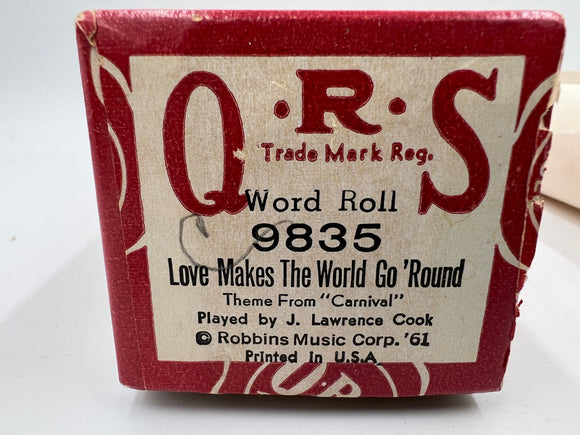 Q·R·S
Trade Mark Reg.
Word Roll
9835
Love Makes The World Go 'Round
Theme From "Carnival"
Played by J. Lawrence Cook
© Robbins Music Corp. '61
Printed in U.S.A